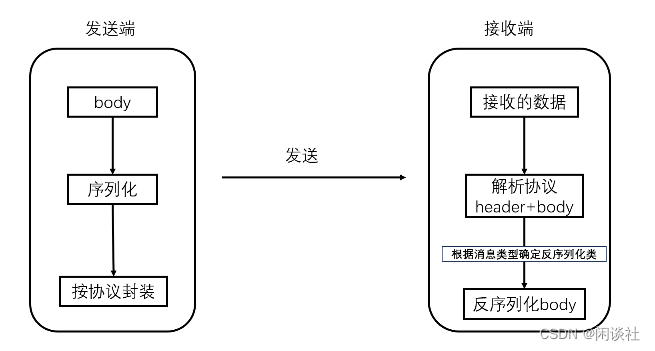 发送端
body
序列化
按协议封装
发送
接收端
接收的数据
解析协议
header+body
根据消息类型确定反序列化类
反序列化body
CSDN @闲谈社